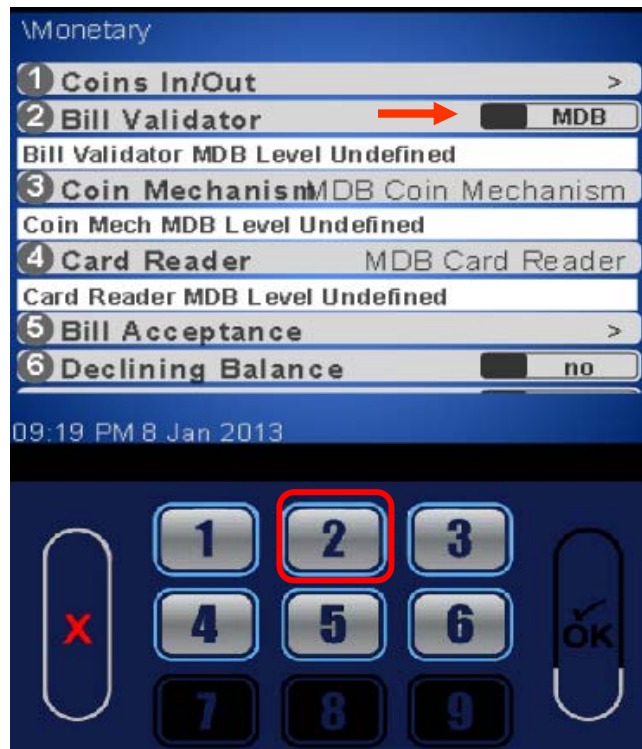 \Monetary
1 Coins In/Out >
2 Bill Validator MDB
Bill Validator MDB Level Undefined
3 Coin Mechanism MDB Coin Mechanism
Coin Mech MDB Level Undefined
4 Card Reader MDB Card Reader
Card Reader MDB Level Undefined
5 Bill Acceptance >
6 Declining Balance no
09:19 PM 8 Jan 2013
1 2 3
X 4 5 6 OK
7 8 9